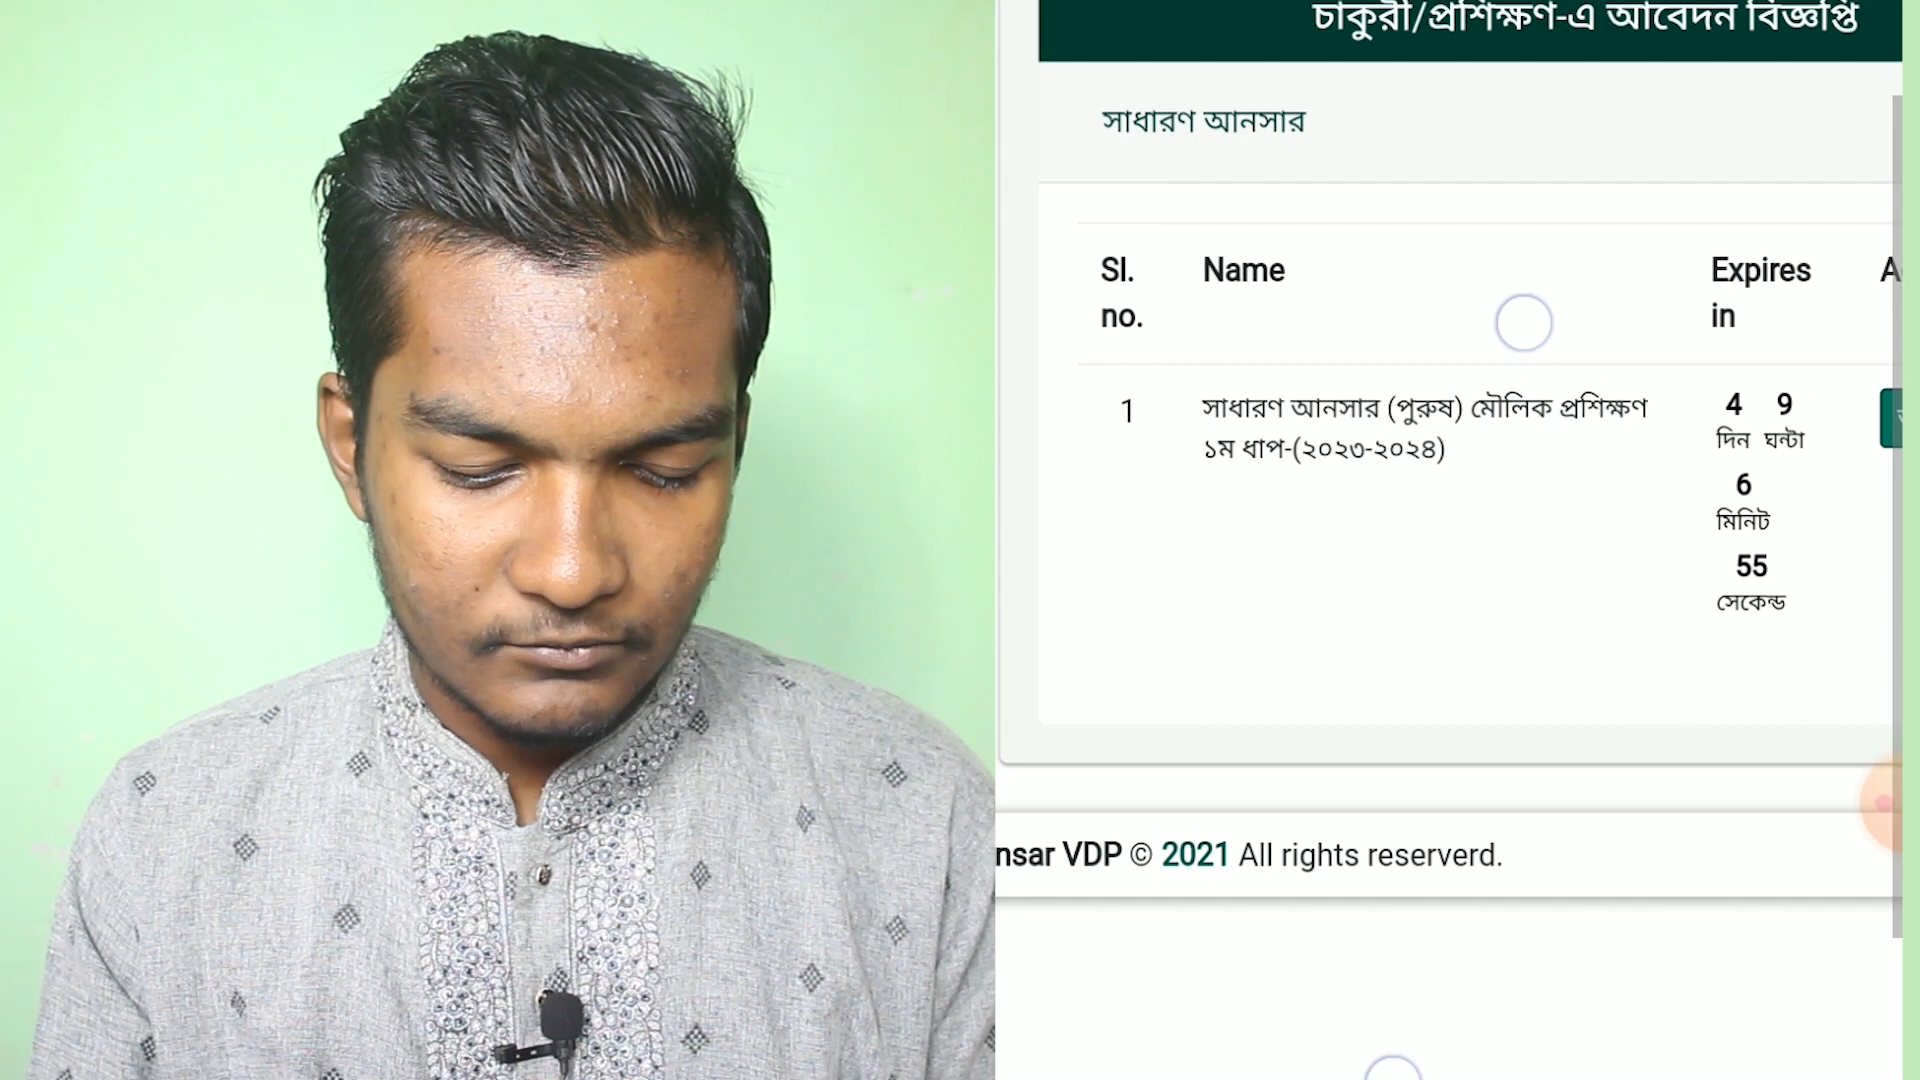 চাকুরী/প্রশিক্ষণ-এ আবেদন বিজ্ঞপ্তি
সাধারণ আনসার
Sl. no. Name Expires in
1 সাধারণ আনসার (পুরুষ) মৌলিক প্রশিক্ষণ ১ম ধাপ-(২০২৩-২০২৪)
4 9
দিন ঘন্টা
6
মিনিট
55
সেকেন্ড
nsar VDP © 2021 All rights reserverd.